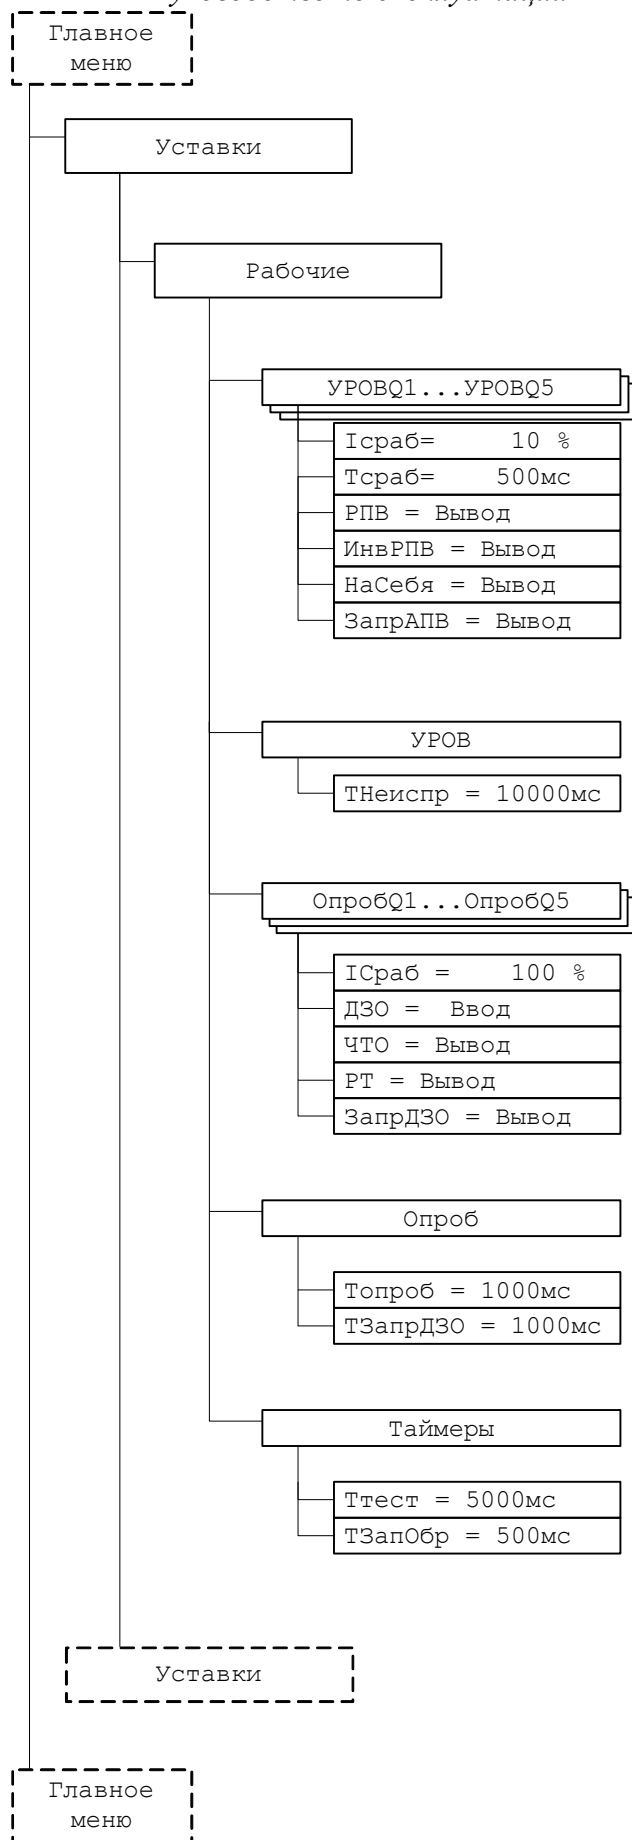 Главное
меню
Уставки
Рабочие
УРОВQ1...УРОВQ5
Iсраб= 10 %
Тсраб= 500мс
РПВ = Вывод
ИнвРПВ = Вывод
НаСебя = Вывод
ЗапрАПВ = Вывод
УРОВ
ТНеиспр = 10000мс
ОпробQ1...ОпробQ5
IСраб = 100 %
ДЗО = Ввод
ЧТО = Вывод
РТ = Вывод
ЗапрДЗО = Вывод
Опроб
Топроб = 1000мс
ТЗапрДЗО = 1000мс
Таймеры
Ттест = 5000мс
ТЗапОбр = 500мс
Уставки
Главное
меню